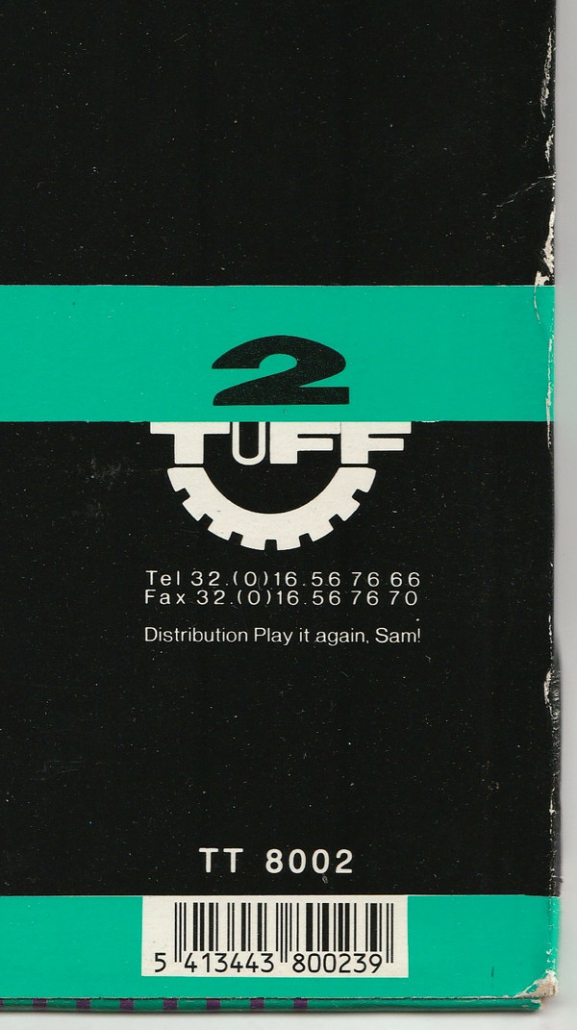 2
TUFF
Tel 32.(0)16.56 76 66
Fax 32.(0)16.56 76 70
Distribution Play it again, Sam!
TT 8002
5 413443 800239